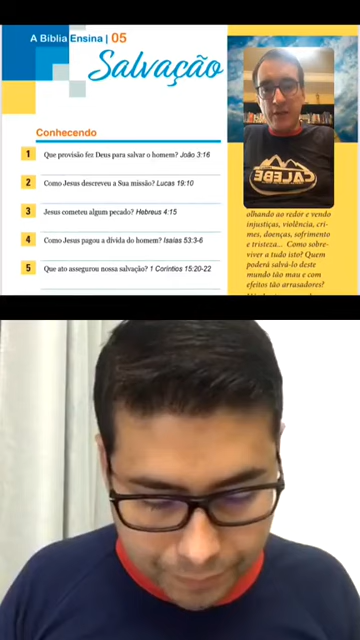 A Bíblia Ensina | 05
Salvação
Conhecendo
1 Que provisão fez Deus para salvar o homem? João 3:16
2 Como Jesus descreveu a Sua missão? Lucas 19:10
3 Jesus cometeu algum pecado? Hebreus 4:15
4 Como Jesus pagou a dívida do homem? Isaías 53:3-6
5 Que ato assegurou nossa salvação? 1 Coríntios 15:20-22
CALEBE
olhando ao redor e vendo
injustiças, violência, cri-
mes, doenças, sofrimento
e tristeza... Como sobre-
viver a tudo isto? Quem
poderá salvá-lo deste
mundo tão mau e com
efeitos tão arrasadores?